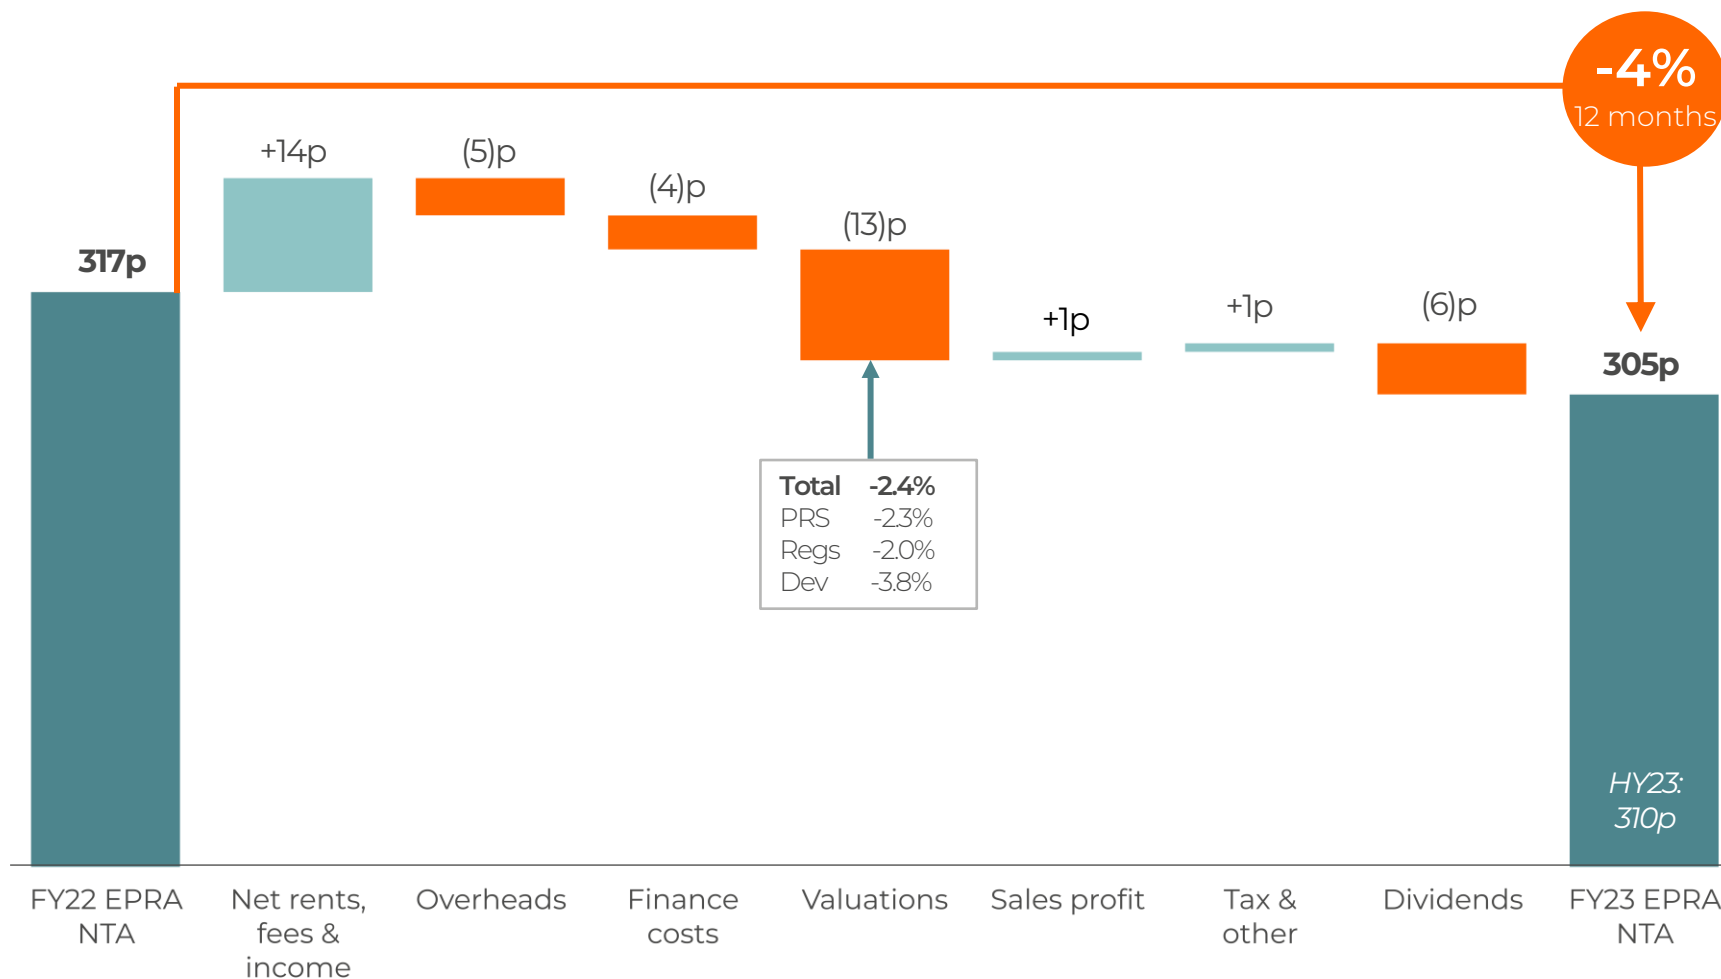 -4%
12 months
+14p
(5)p
(4)p
(13)p
317p
+1p
+1p
(6)p
305p
Total -2.4%
PRS -2.3%
Regs -2.0%
Dev -3.8%
HY23:
310p
FY22 EPRA
NTA
Net rents,
fees &
income
Overheads
Finance
costs
Valuations
Sales profit
Tax &
other
Dividends
FY23 EPRA
NTA